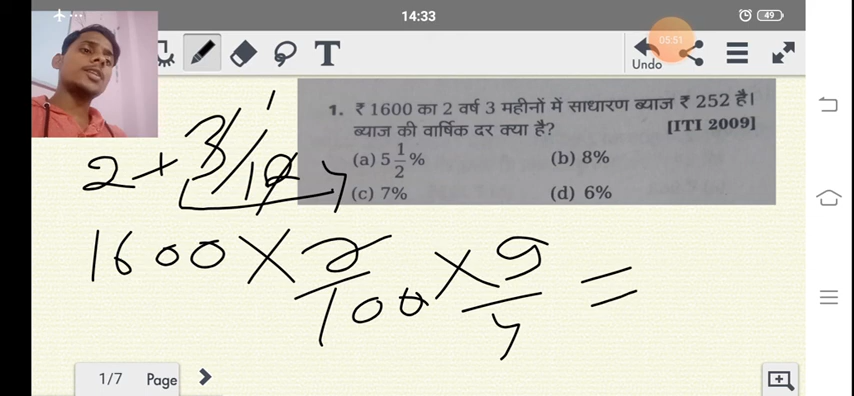 14:33
49
05:51
T
Undo
1. ₹ 1600 का 2 वर्ष 3 महीनों में साधारण ब्याज ₹ 252 है।
ब्याज की वार्षिक दर क्या है? [ITI 2009]
(a) 5 1/2 % (b) 8%
(c) 7% (d) 6%
2 + 3/12
1600 × 2/100 × 9/4 =
1/7 Page